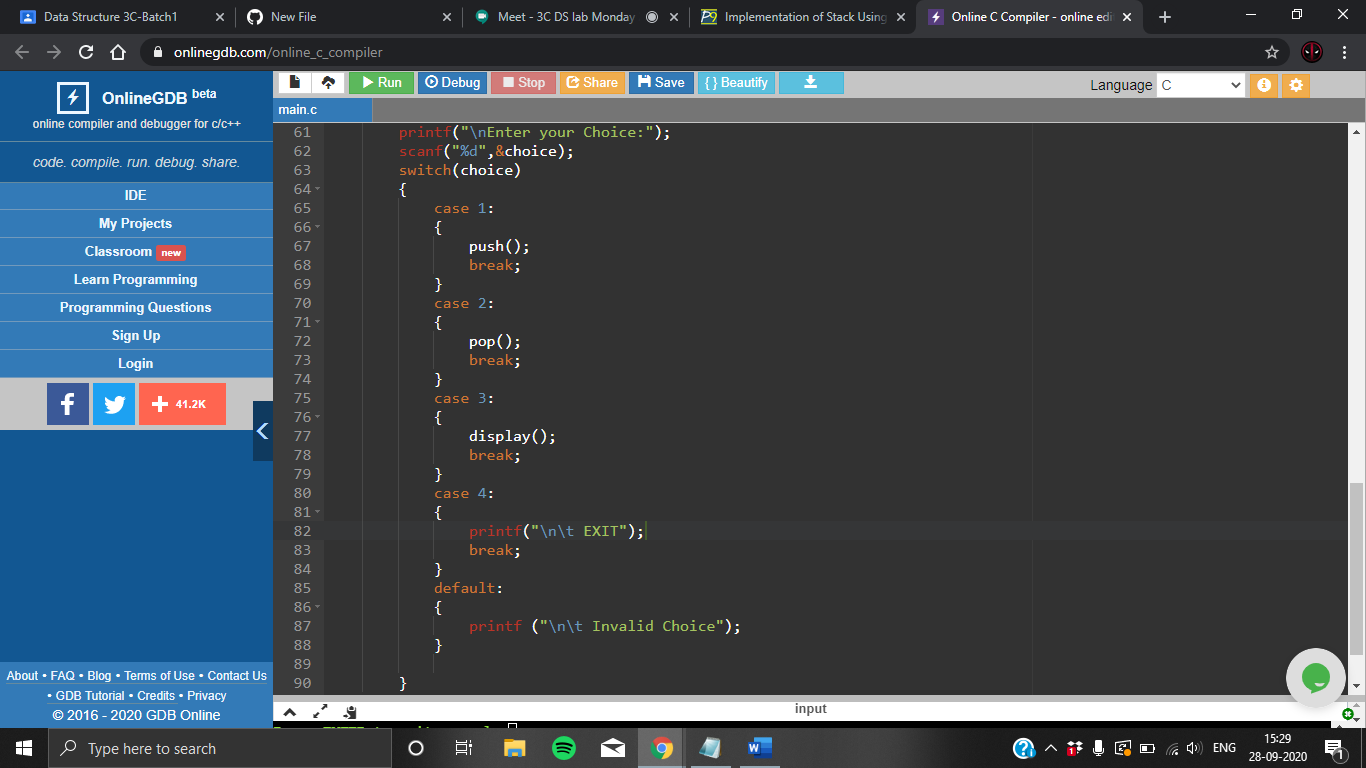 Data Structure 3C-Batch1
New File
Meet - 3C DS lab Monday
Implementation of Stack Using
Online C Compiler - online edi
onlinegdb.com/online_c_compiler
OnlineGDB beta
online compiler and debugger for c/c++
code. compile. run. debug. share.
IDE
My Projects
Classroom new
Learn Programming
Programming Questions
Sign Up
Login
41.2K
About • FAQ • Blog • Terms of Use • Contact Us
• GDB Tutorial • Credits • Privacy
© 2016 - 2020 GDB Online
Run
Debug
Stop
Share
Save
{ } Beautify
Language C
main.c
61 printf("\nEnter your Choice:");
62 scanf("%d",&choice);
63 switch(choice)
64 {
65 case 1:
66 {
67 push();
68 break;
69 }
70 case 2:
71 {
72 pop();
73 break;
74 }
75 case 3:
76 {
77 display();
78 break;
79 }
80 case 4:
81 {
82 printf("\n\t EXIT");
83 break;
84 }
85 default:
86 {
87 printf ("\n\t Invalid Choice");
88 }
89
90 }
input
Type here to search
ENG
15:29
28-09-2020
1